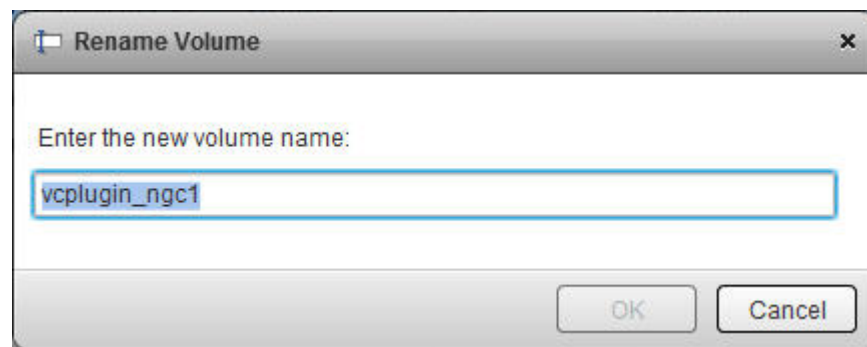 Rename Volume
Enter the new volume name:
vcplugin_ngc1
OK Cancel